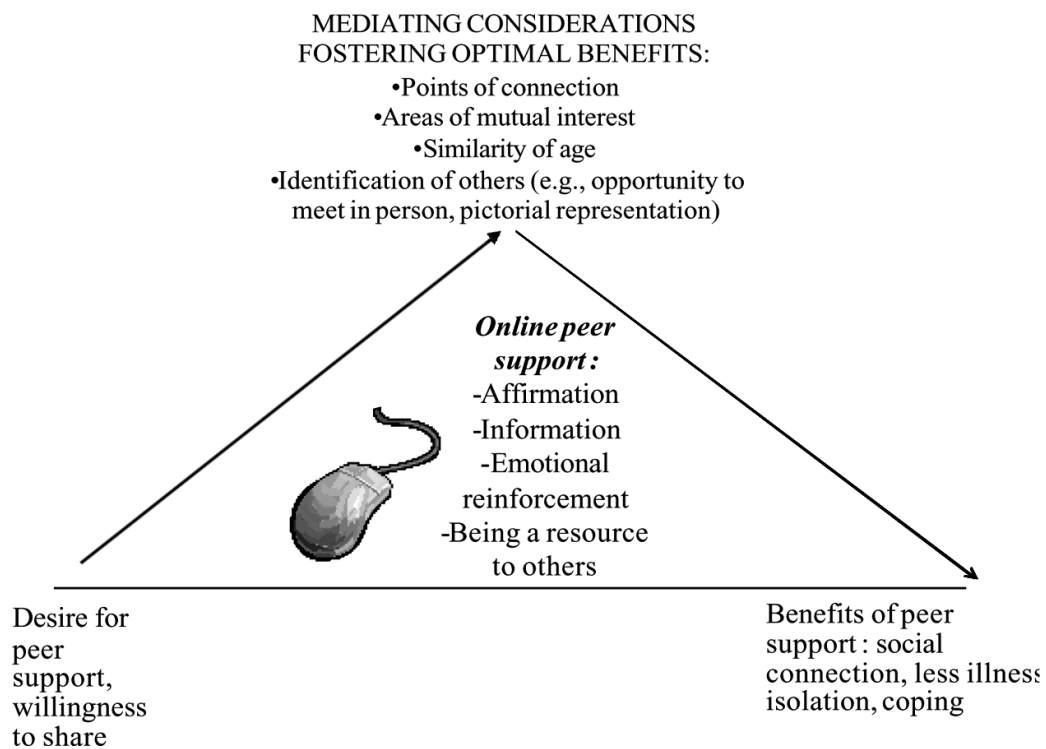 MEDIATING CONSIDERATIONS
FOSTERING OPTIMAL BENEFITS:
•Points of connection
•Areas of mutual interest
•Similarity of age
•Identification of others (e.g., opportunity to
meet in person, pictorial representation)
Online peer
support :
-Affirmation
-Information
-Emotional
reinforcement
-Being a resource
to others
Desire for
peer
support,
willingness
to share
Benefits of peer
support : social
connection, less illness
isolation, coping